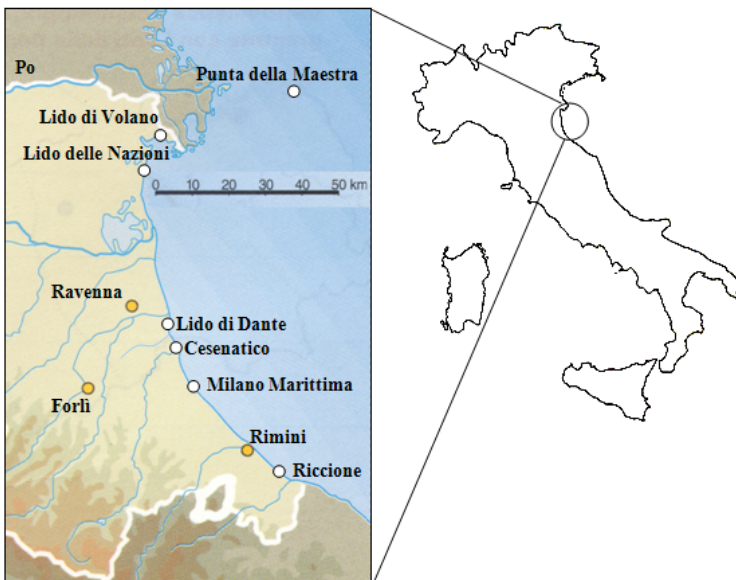 Po
Punta della Maestra
Lido di Volano
Lido delle Nazioni
0 10 20 30 40 50 km
Ravenna
Lido di Dante
Cesenatico
Milano Marittima
Forlì
Rimini
Riccione